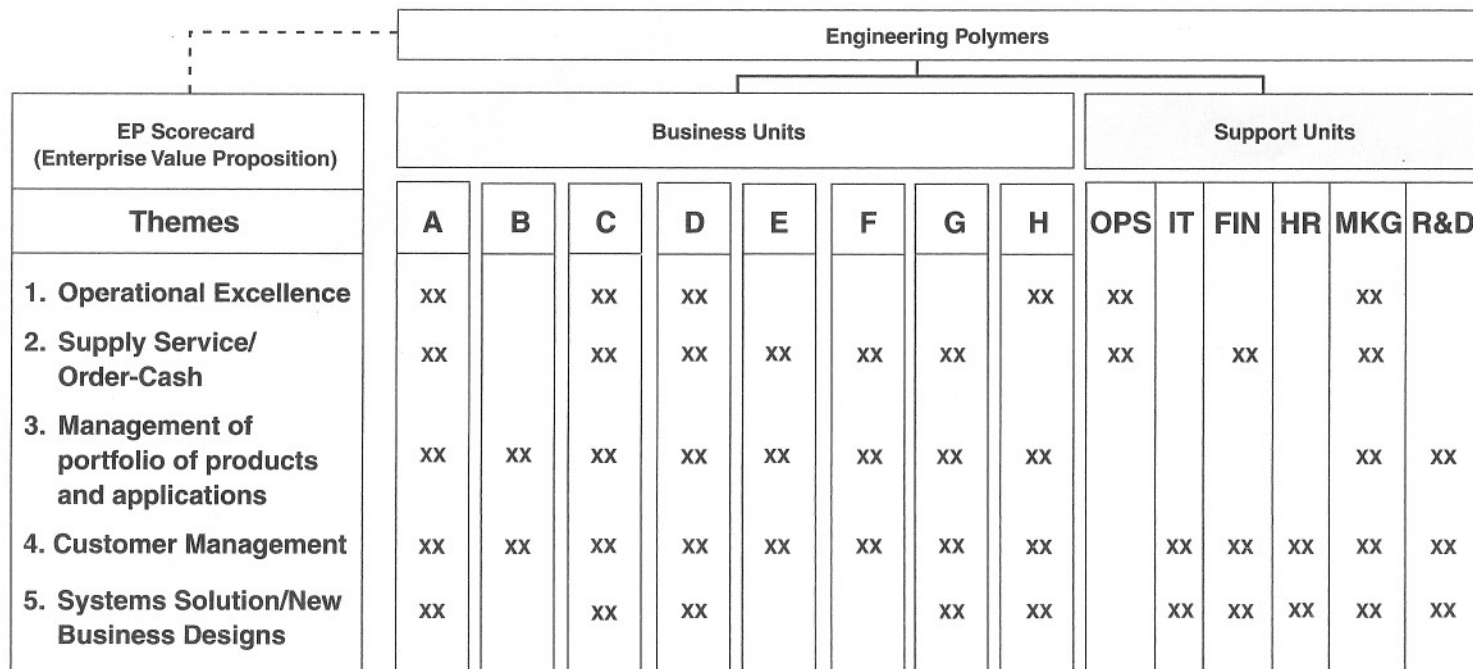 Engineering Polymers
EP Scorecard
(Enterprise Value Proposition)
Business Units
Support Units
Themes A B C D E F G H OPS IT FIN HR MKG R&D
1. Operational Excellence XX XX XX XX XX XX
2. Supply Service/
Order-Cash XX XX XX XX XX XX XX XX XX
3. Management of
portfolio of products XX XX XX XX XX XX XX XX XX XX
and applications
4. Customer Management XX XX XX XX XX XX XX XX XX XX XX XX XX
5. Systems Solution/New
Business Designs XX XX XX XX XX XX XX XX XX XX